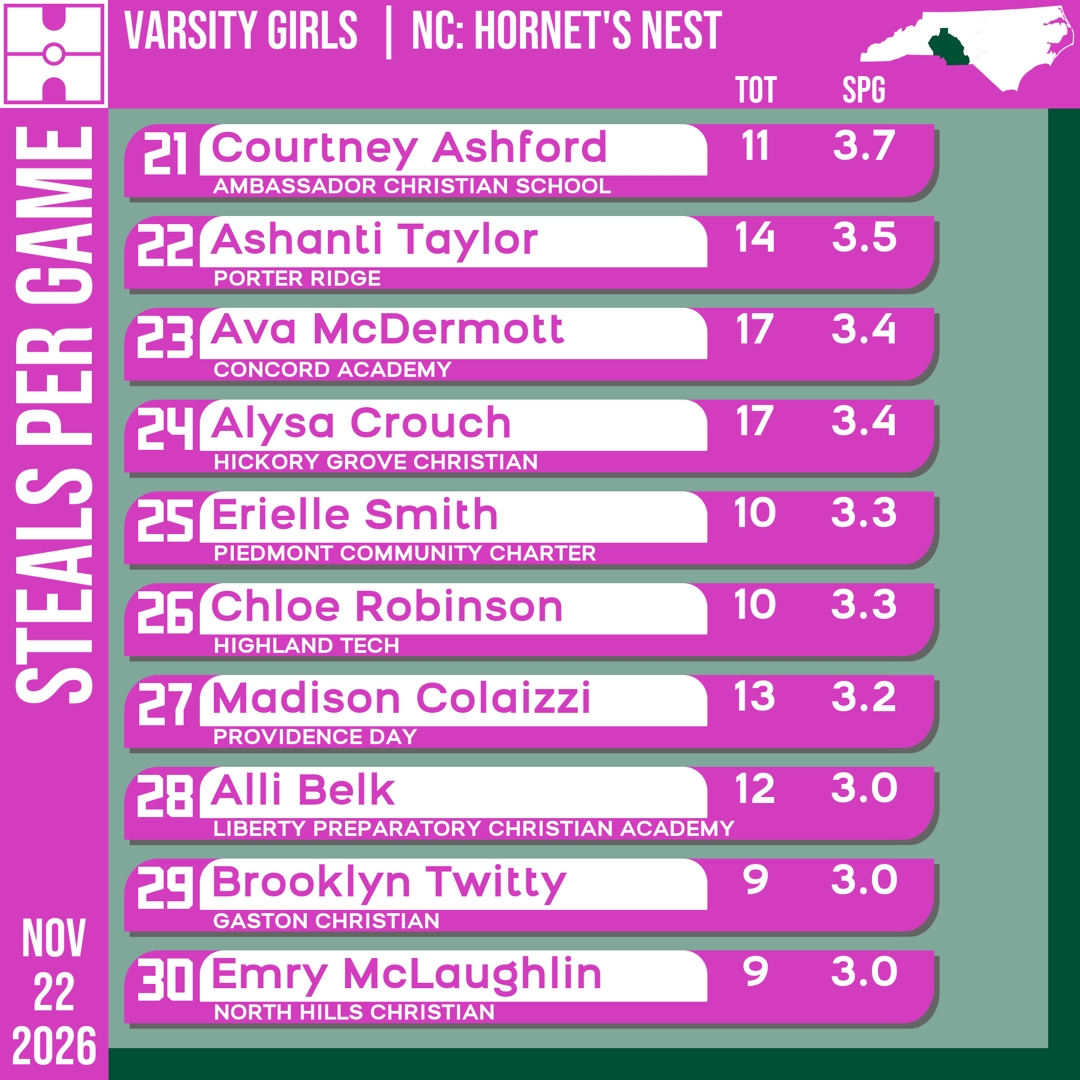 VARSITY GIRLS | NC: HORNET'S NEST
TOT SPG
STEALS PER GAME
21 Courtney Ashford 11 3.7
AMBASSADOR CHRISTIAN SCHOOL
22 Ashanti Taylor 14 3.5
PORTER RIDGE
23 Ava McDermott 17 3.4
CONCORD ACADEMY
24 Alysa Crouch 17 3.4
HICKORY GROVE CHRISTIAN
25 Erielle Smith 10 3.3
PIEDMONT COMMUNITY CHARTER
26 Chloe Robinson 10 3.3
HIGHLAND TECH
27 Madison Colaizzi 13 3.2
PROVIDENCE DAY
28 Alli Belk 12 3.0
LIBERTY PREPARATORY CHRISTIAN ACADEMY
29 Brooklyn Twitty 9 3.0
GASTON CHRISTIAN
30 Emry McLaughlin 9 3.0
NORTH HILLS CHRISTIAN
NOV
22
2026